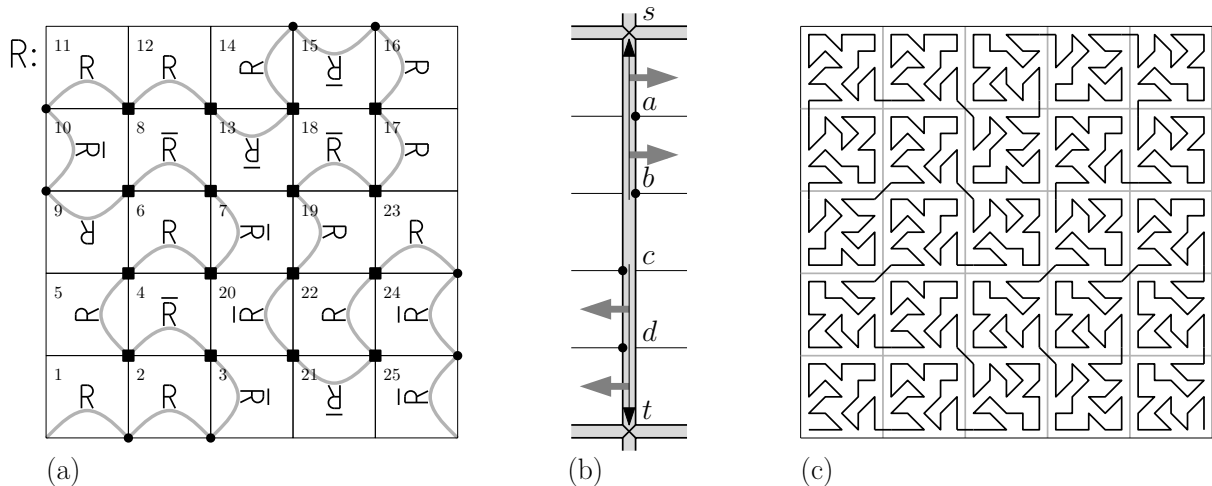 R: 11 12 14 15 16
R R R R̅ R
10 8 13 18 17
R̅ R̅ R̅ R̅ R
9 6 7 19 23
R R R̅ R R
5 4 20 22 24
R R̅ R̅ R R̅
1 2 3 21 25
R R R̅ R̅ R̅
(a)
s
a
b
c
d
t
(b)
(c)